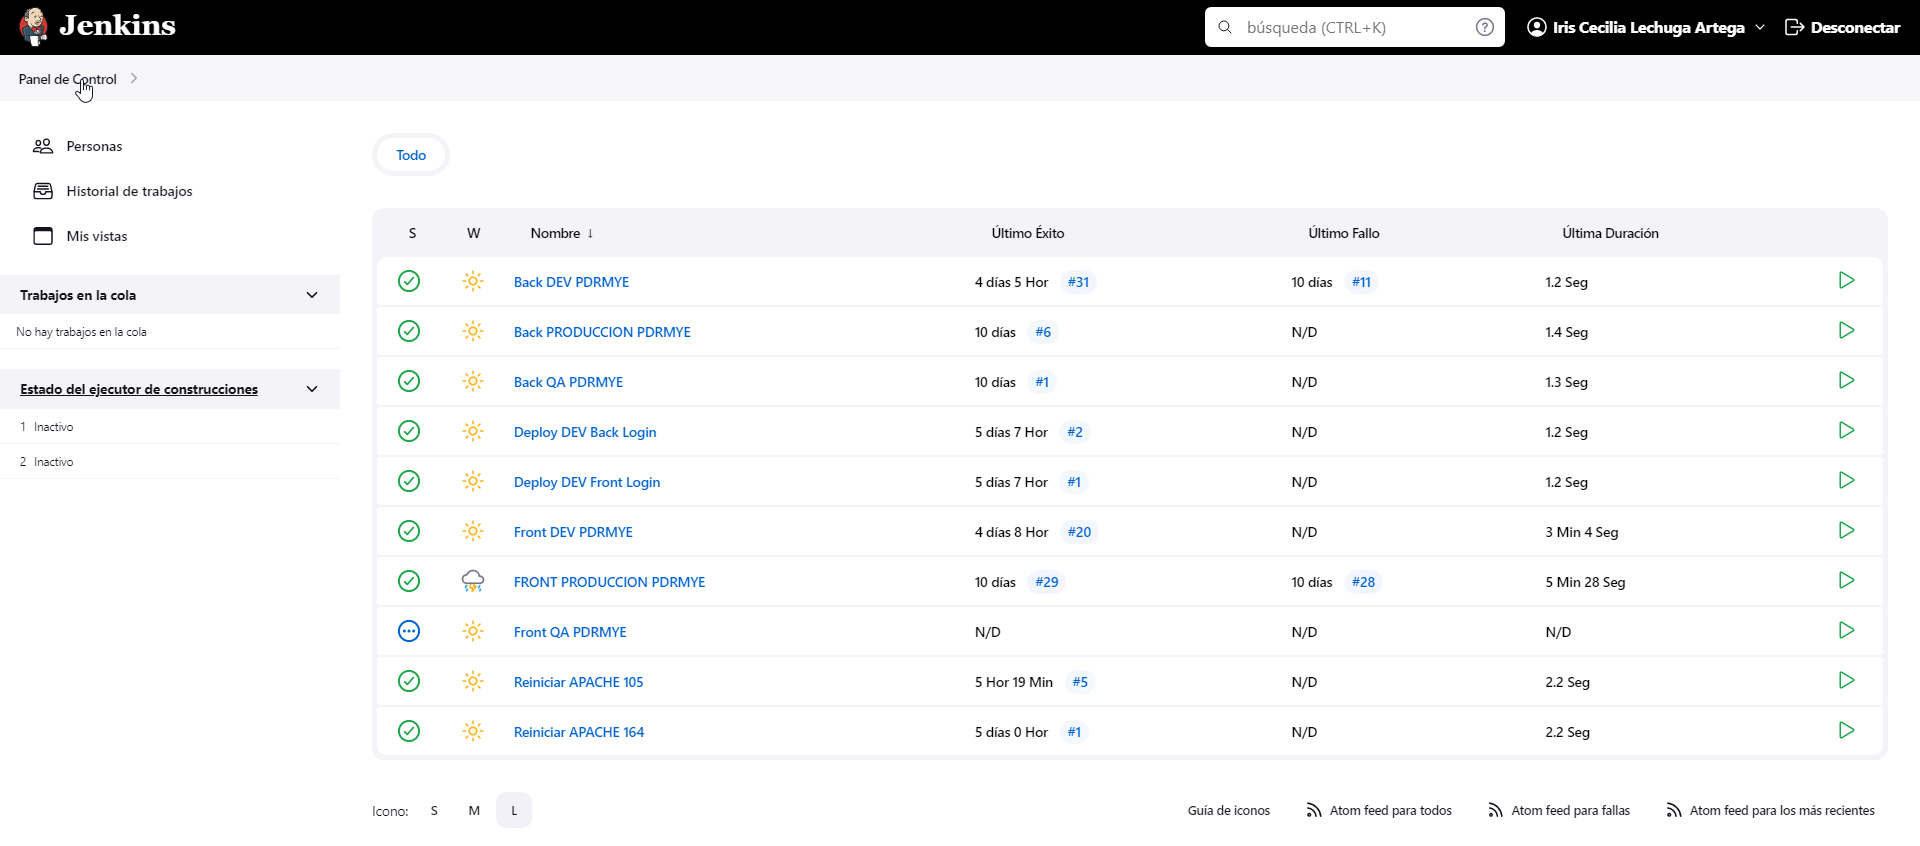 Jenkins
búsqueda (CTRL+K)
Iris Cecilia Lechuga Artega
Desconectar
Panel de Control
Personas
Historial de trabajos
Mis vistas
Trabajos en la cola
No hay trabajos en la cola
Estado del ejecutor de construcciones
1 Inactivo
2 Inactivo
Todo
S W Nombre ↓ Último Éxito Último Fallo Última Duración
Back DEV PDRMYE 4 días 5 Hor #31 10 días #11 1.2 Seg
Back PRODUCCION PDRMYE 10 días #6 N/D 1.4 Seg
Back QA PDRMYE 10 días #1 N/D 1.3 Seg
Deploy DEV Back Login 5 días 7 Hor #2 N/D 1.2 Seg
Deploy DEV Front Login 5 días 7 Hor #1 N/D 1.2 Seg
Front DEV PDRMYE 4 días 8 Hor #20 N/D 3 Min 4 Seg
FRONT PRODUCCION PDRMYE 10 días #29 10 días #28 5 Min 28 Seg
Front QA PDRMYE N/D N/D N/D
Reiniciar APACHE 105 5 Hor 19 Min #5 N/D 2.2 Seg
Reiniciar APACHE 164 5 días 0 Hor #1 N/D 2.2 Seg
Icono: S M L
Guía de iconos Atom feed para todos Atom feed para fallas Atom feed para los más recientes